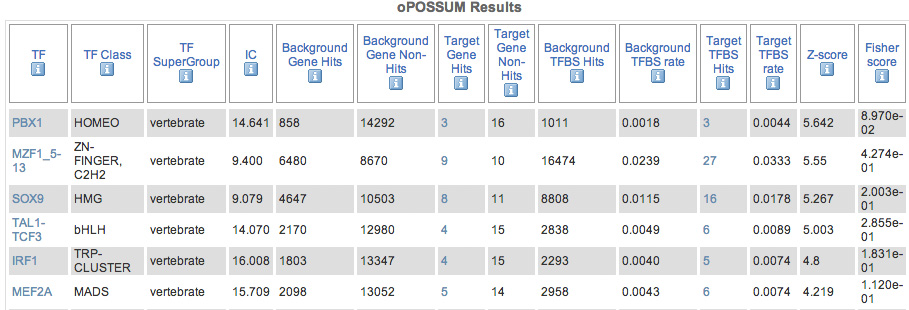 oPOSSUM Results
TF TF Class TF SuperGroup IC Background Gene Hits Background Gene Non-Hits Target Gene Hits Target Gene Non-Hits Background TFBS Hits Background TFBS rate Target TFBS Hits Target TFBS rate Z-score Fisher score
PBX1 HOMEO vertebrate 14.641 858 14292 3 16 1011 0.0018 3 0.0044 5.642 8.970e-02
MZF1_5-13 ZN-FINGER, C2H2 vertebrate 9.400 6480 8670 9 10 16474 0.0239 27 0.0333 5.55 4.274e-01
SOX9 HMG vertebrate 9.079 4647 10503 8 11 8808 0.0115 16 0.0178 5.267 2.003e-01
TAL1-TCF3 bHLH vertebrate 14.070 2170 12980 4 15 2838 0.0049 6 0.0089 5.003 2.855e-01
IRF1 TRP-CLUSTER vertebrate 16.008 1803 13347 4 15 2293 0.0040 5 0.0074 4.8 1.831e-01
MEF2A MADS vertebrate 15.709 2098 13052 5 14 2958 0.0043 6 0.0074 4.219 1.120e-01